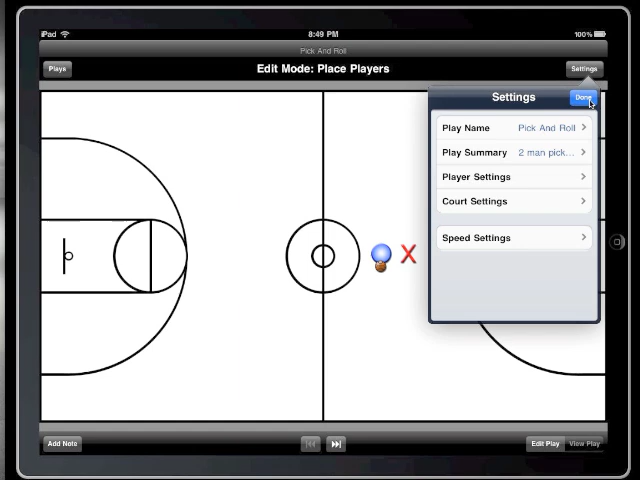 iPad 8:49 PM 100%
Pick And Roll
Plays Edit Mode: Place Players Settings
Settings Done
Play Name Pick And Roll
Play Summary 2 man pick...
Player Settings
Court Settings
Speed Settings
X
Add Note Edit Play View Play